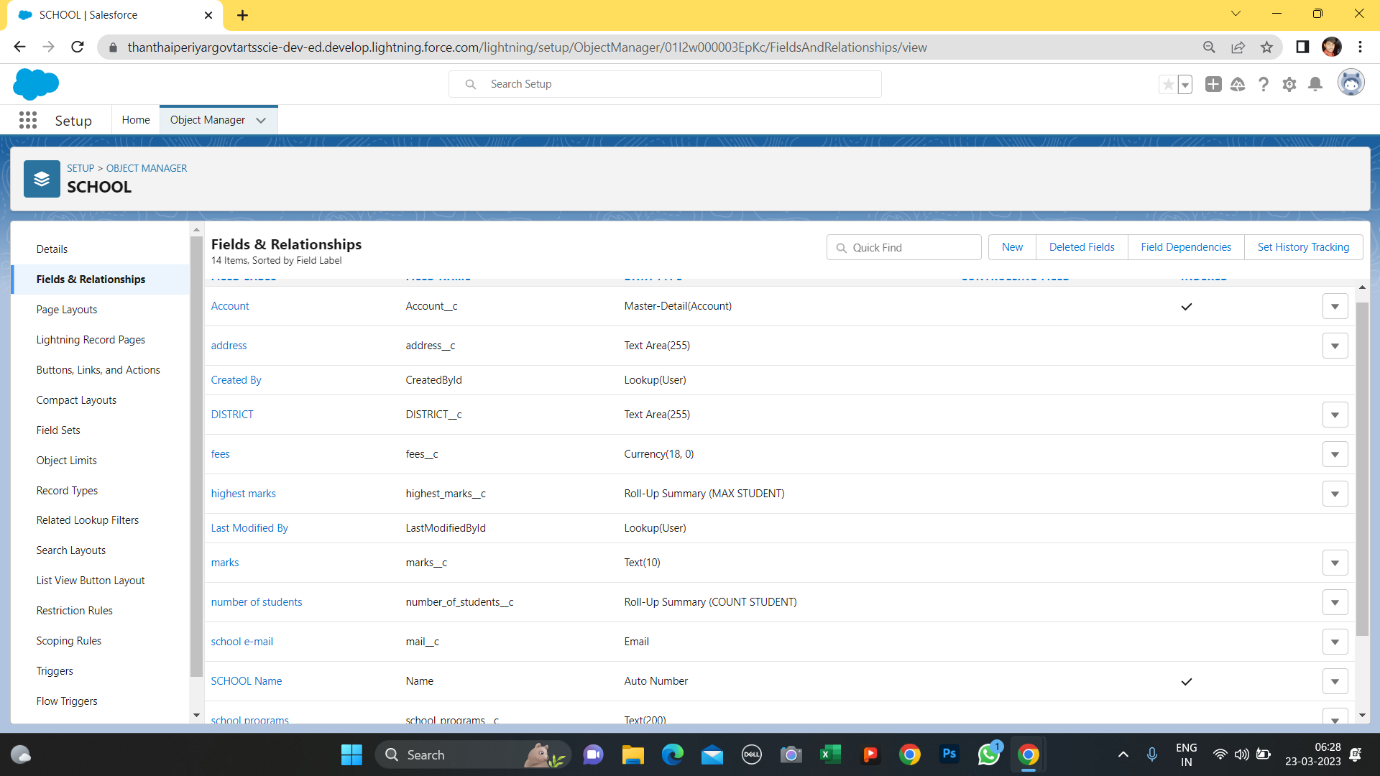 SCHOOL | Salesforce
thanthaiperiyargovtartsscie-dev-ed.develop.lightning.force.com/lightning/setup/ObjectManager/01I2w000003EpKc/FieldsAndRelationships/view
Search Setup
Setup Home Object Manager
SETUP > OBJECT MANAGER
SCHOOL
Details
Fields & Relationships
Page Layouts
Lightning Record Pages
Buttons, Links, and Actions
Compact Layouts
Field Sets
Object Limits
Record Types
Related Lookup Filters
Search Layouts
List View Button Layout
Restriction Rules
Scoping Rules
Triggers
Flow Triggers
Fields & Relationships
14 Items, Sorted by Field Label
Quick Find New Deleted Fields Field Dependencies Set History Tracking
Account Account__c Master-Detail(Account)
address address__c Text Area(255)
Created By CreatedById Lookup(User)
DISTRICT DISTRICT__c Text Area(255)
fees fees__c Currency(18, 0)
highest marks highest_marks__c Roll-Up Summary (MAX STUDENT)
Last Modified By LastModifiedById Lookup(User)
marks marks__c Text(10)
number of students number_of_students__c Roll-Up Summary (COUNT STUDENT)
school e-mail mail__c Email
SCHOOL Name Name Auto Number
school programs school_programs__c Text(200)
Search
DELL
Ps
1
ENG
IN
06:28
23-03-2023